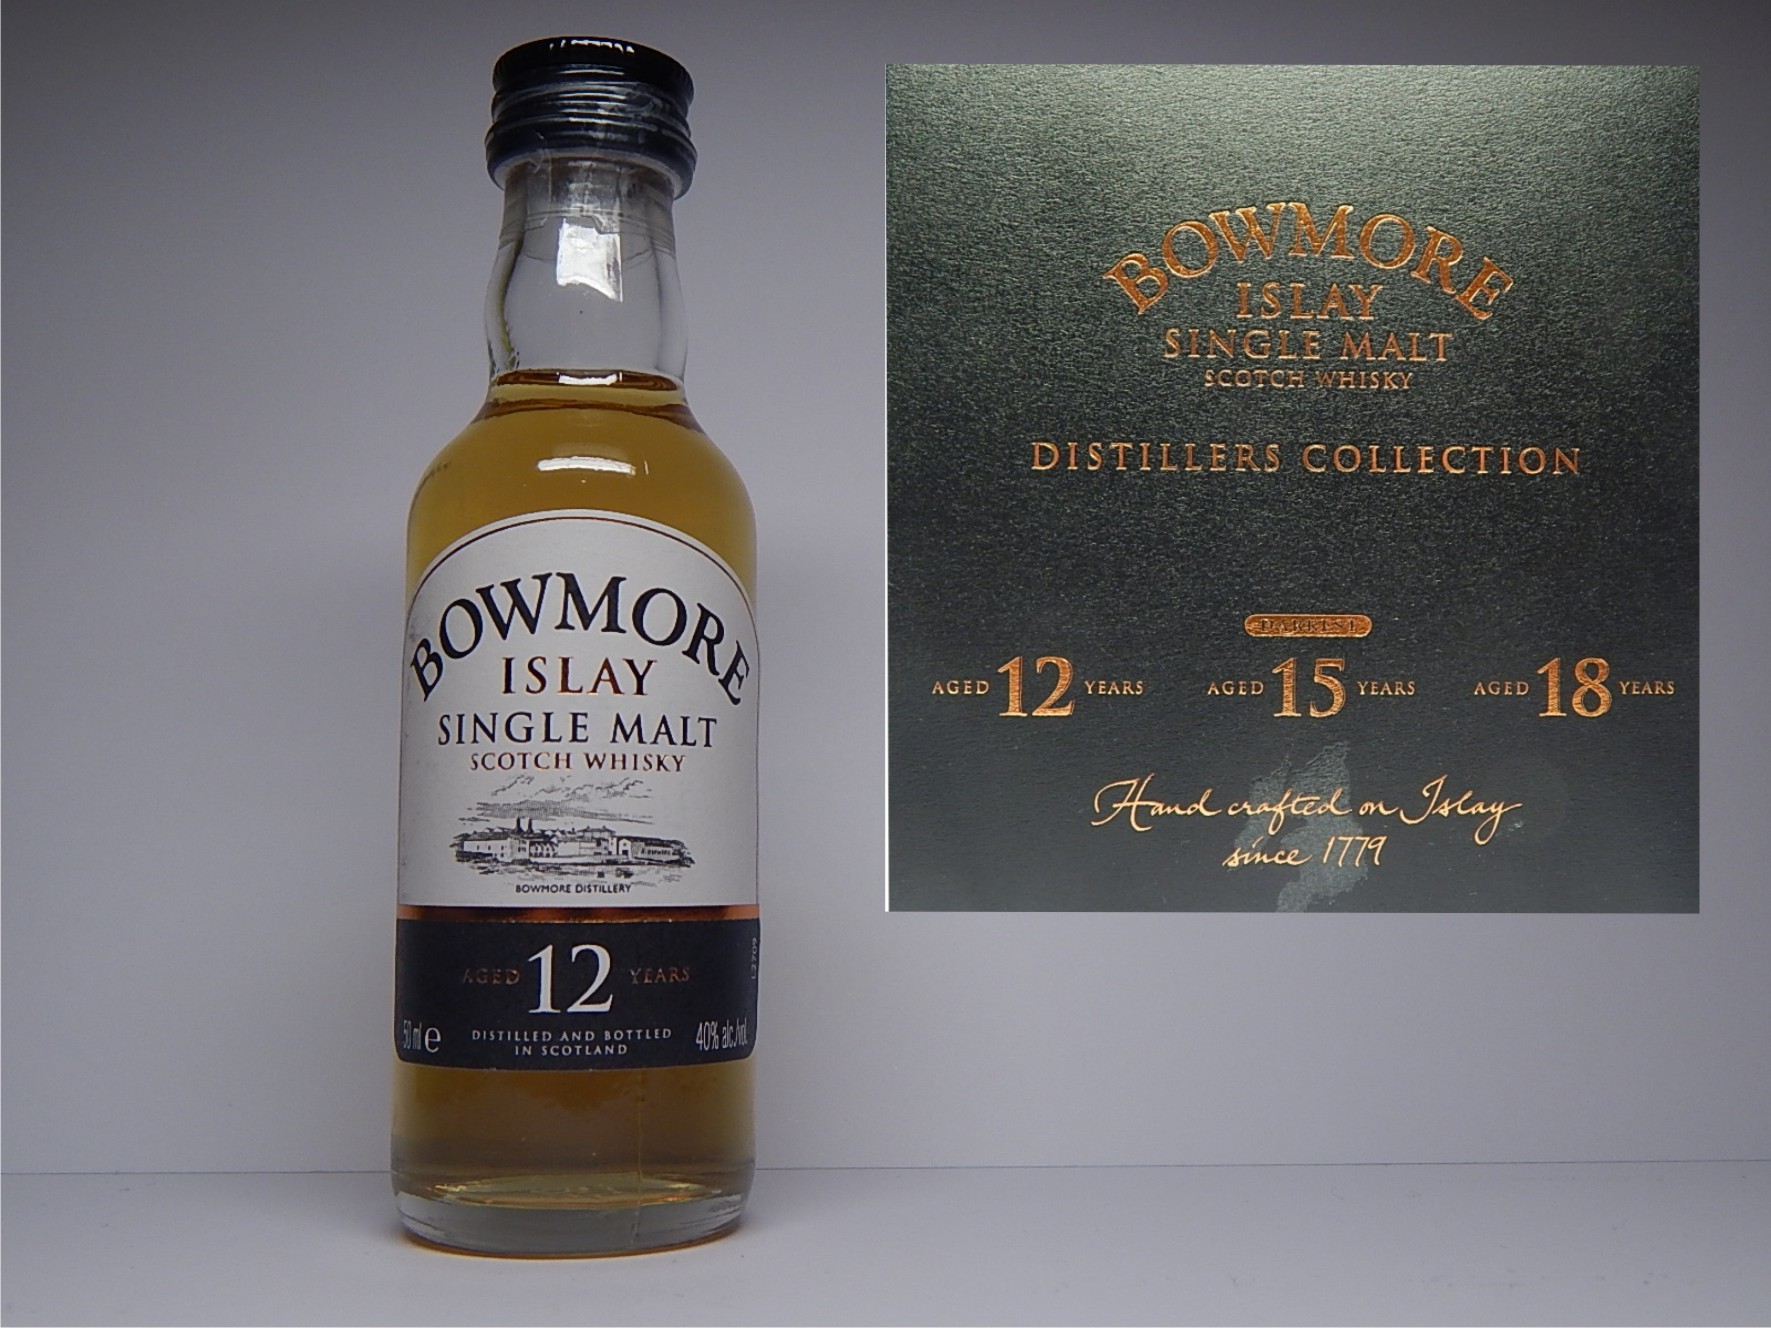 BOWMORE
ISLAY
SINGLE MALT
SCOTCH WHISKY
BOWMORE DISTILLERY
AGED 12 YEARS
50 ml e
DISTILLED AND BOTTLED
IN SCOTLAND
40% alc./vol.
L2709
BOWMORE
ISLAY
SINGLE MALT
SCOTCH WHISKY
DISTILLERS COLLECTION
DARKEST
AGED 12 YEARS AGED 15 YEARS AGED 18 YEARS
Hand crafted on Islay
since 1779